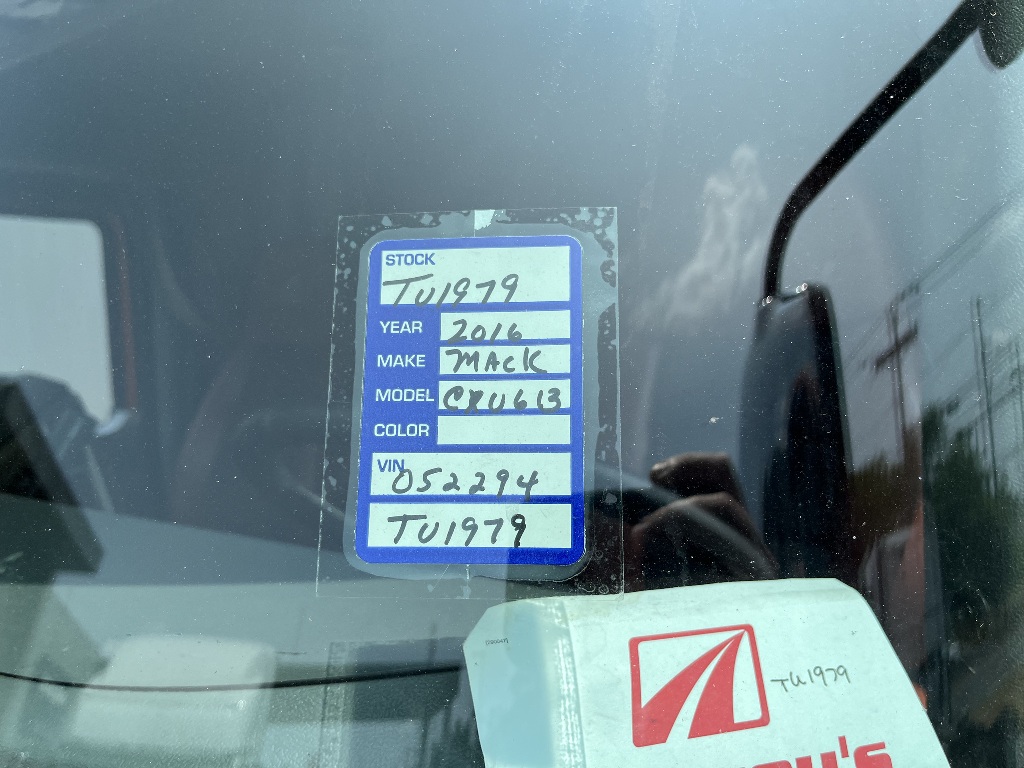 STOCK
TU1979
YEAR 2016
MAKE MACK
MODEL CXU613
COLOR
VIN 052294
TU1979
TU1979